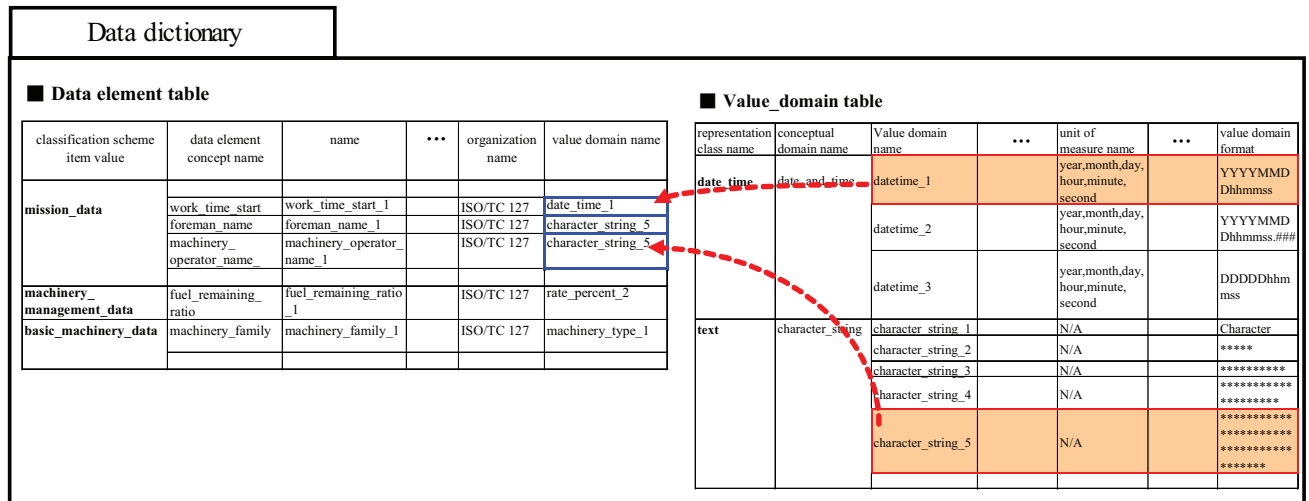 Data dictionary
■ Data element table
classification scheme item value | data element concept name | name | ••• | organization name | value domain name
mission_data | work_time_start | work_time_start_1 | ISO/TC 127 | date_time_1
foreman_name | foreman_name_1 | ISO/TC 127 | character_string_5
machinery_ operator_name_ | machinery_operator_ name_1 | ISO/TC 127 | character_string_5
machinery_ management_data | fuel_remaining_ ratio | fuel_remaining_ratio _1 | ISO/TC 127 | rate_percent_2
basic_machinery_data | machinery_family | machinery_family_1 | ISO/TC 127 | machinery_type_1
■ Value_domain table
representation class name | conceptual domain name | Value domain name | ••• | unit of measure name | ••• | value domain format
date_time | date_and_time | datetime_1 | year,month,day, hour,minute, second | YYYYMMD Dhhmmss
datetime_2 | year,month,day, hour,minute, second | YYYYMMD Dhhmmss.###
datetime_3 | year,month,day, hour,minute, second | DDDDDhhm mss
text | character_string | character_string_1 | N/A | Character
character_string_2 | N/A | *****
character_string_3 | N/A | **********
character_string_4 | N/A | *********** *********
character_string_5 | N/A | *********** *********** *********** *******